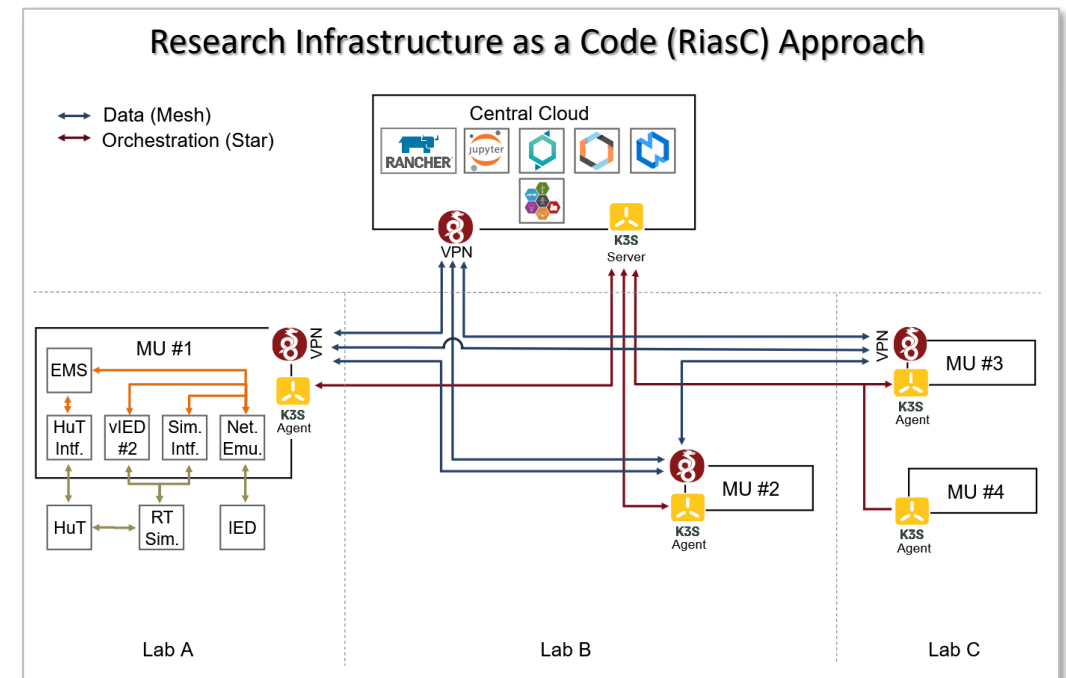 Research Infrastructure as a Code (RiasC) Approach
Data (Mesh)
Orchestration (Star)
Central Cloud
RANCHER
jupyter
VPN
K3S
Server
MU #1
VPN
K3S
Agent
EMS
HuT
Intf.
vIED
#2
Sim.
Intf.
Net.
Emu.
HuT
RT
Sim.
IED
MU #2
K3S
Agent
VPN
MU #3
K3S
Agent
MU #4
K3S
Agent
Lab A
Lab B
Lab C